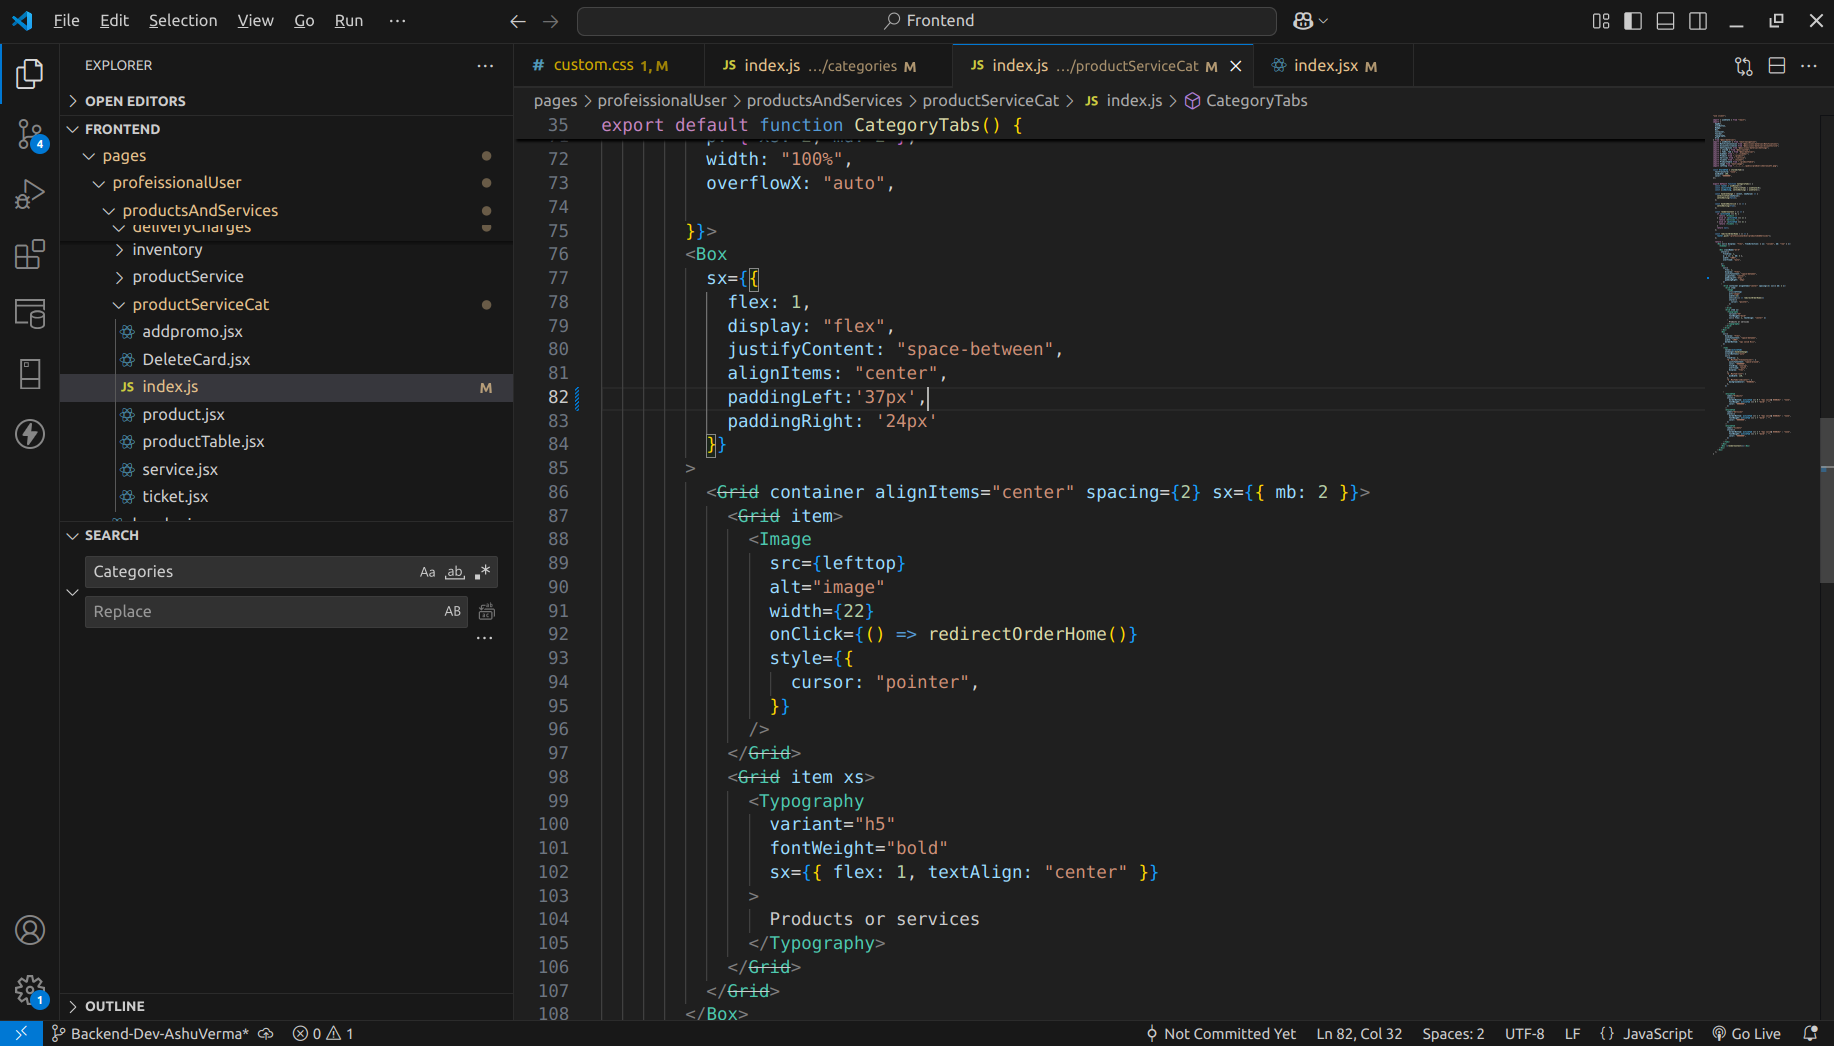 File Edit Selection View Go Run ···
Frontend
EXPLORER
OPEN EDITORS
FRONTEND
pages
profeissionalUser
productsAndServices
deliveryCharges
inventory
productService
productServiceCat
addpromo.jsx
DeleteCard.jsx
index.js M
product.jsx
productTable.jsx
service.jsx
ticket.jsx
SEARCH
Categories Aa ab .*
Replace AB
OUTLINE
4
1
# custom.css 1, M
JS index.js .../categories M
JS index.js .../productServiceCat M
index.jsx M
pages > profeissionalUser > productsAndServices > productServiceCat > JS index.js > CategoryTabs
35 export default function CategoryTabs() {
72 width: "100%",
73 overflowX: "auto",
74
75 }}>
76 <Box
77 sx={{
78 flex: 1,
79 display: "flex",
80 justifyContent: "space-between",
81 alignItems: "center",
82 paddingLeft:'37px',
83 paddingRight: '24px'
84 }}
85 >
86 <Grid container alignItems="center" spacing={2} sx={{ mb: 2 }}>
87 <Grid item>
88 <Image
89 src={lefttop}
90 alt="image"
91 width={22}
92 onClick={() => redirectOrderHome()}
93 style={{
94 cursor: "pointer",
95 }}
96 />
97 </Grid>
98 <Grid item xs>
99 <Typography
100 variant="h5"
101 fontWeight="bold"
102 sx={{ flex: 1, textAlign: "center" }}
103 >
104 Products or services
105 </Typography>
106 </Grid>
107 </Grid>
108 </Box>
Backend-Dev-AshuVerma* 0 1 Not Committed Yet Ln 82, Col 32 Spaces: 2 UTF-8 LF {} JavaScript Go Live